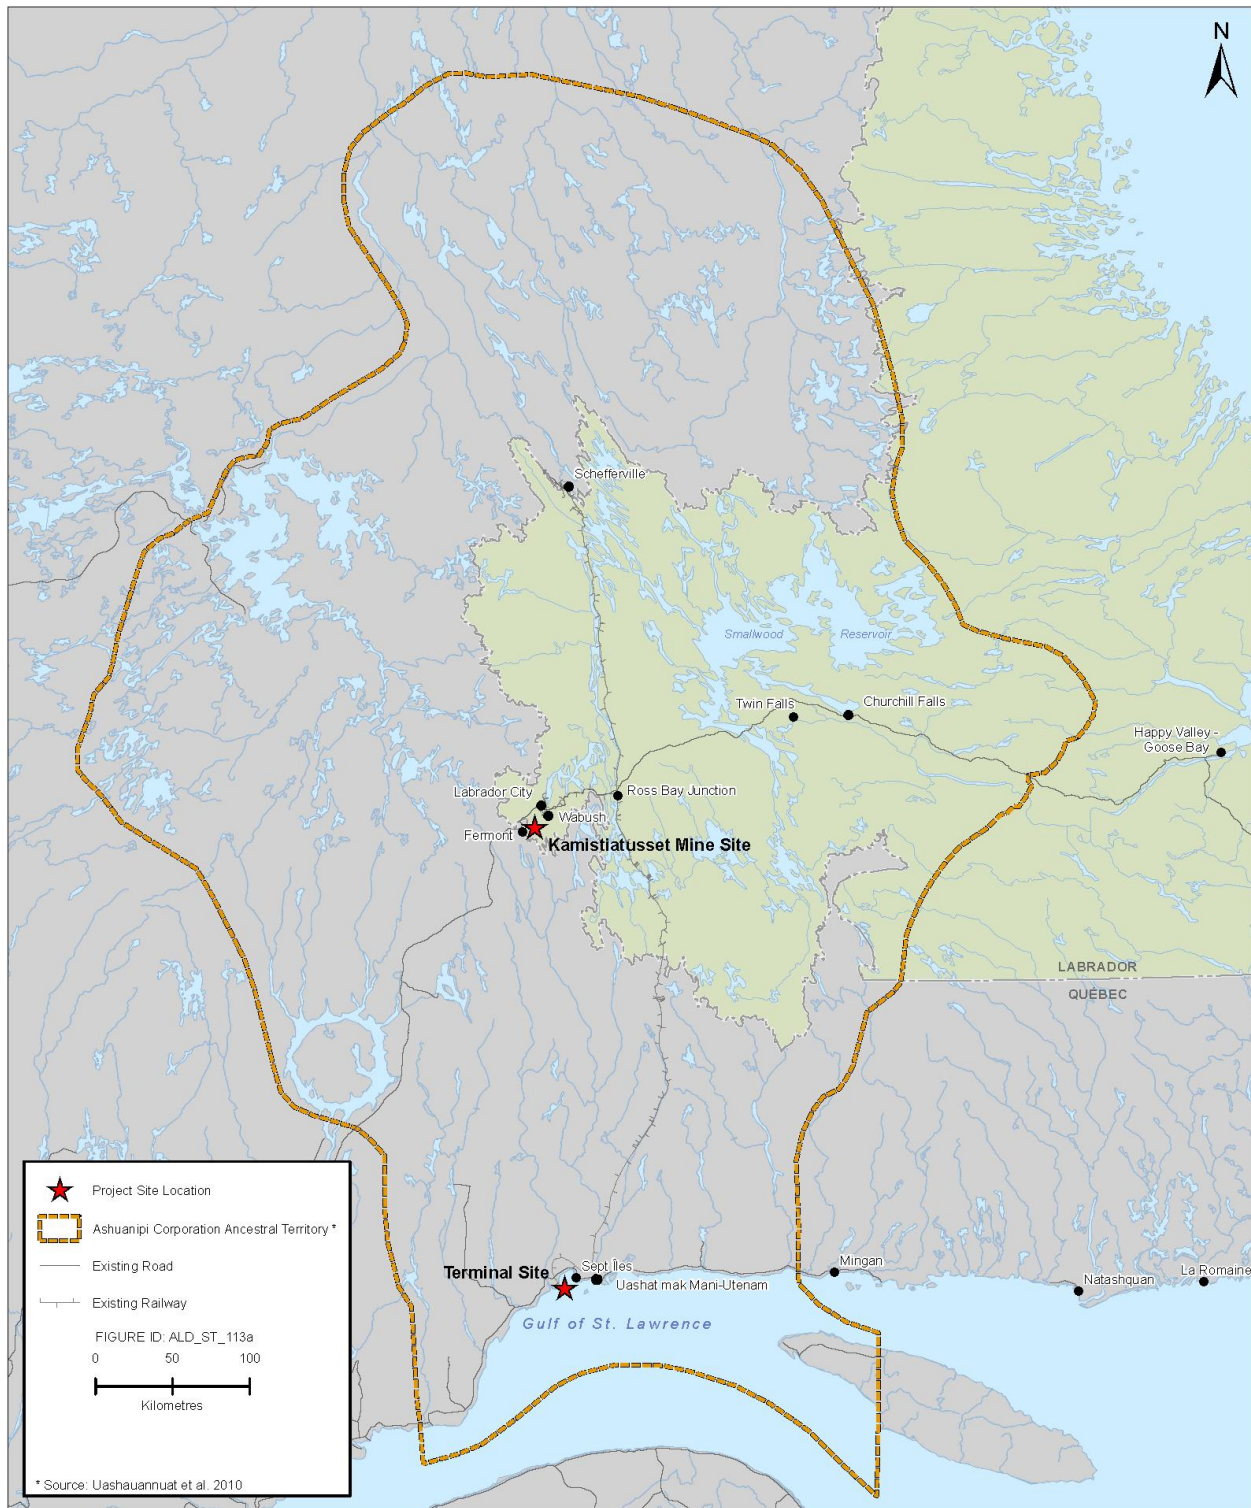 N
Schefferville
Smallwood Reservoir
Twin Falls
Churchill Falls
Happy Valley -
Goose Bay
Labrador City
Ross Bay Junction
Wabush
Fermont
Kamistiatusset Mine Site
LABRADOR
QUÉBEC
Project Site Location
Ashuanipi Corporation Ancestral Territory *
Existing Road
Existing Railway
FIGURE ID: ALD_ST_113a
0 50 100
Kilometres
* Source: Uashauannuat et al. 2010
Terminal Site
Sept Îles
Uashat mak Mani-Utenam
Mingan
Natashquan
La Romaine
Gulf of St. Lawrence